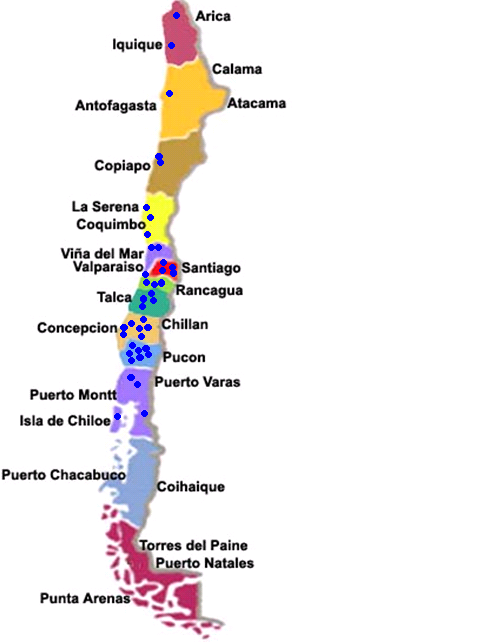 Arica
Iquique
Calama
Antofagasta
Atacama
Copiapo
La Serena
Coquimbo
Viña del Mar
Valparaiso
Santiago
Rancagua
Talca
Concepcion
Chillan
Pucon
Puerto Varas
Puerto Montt
Isla de Chiloe
Puerto Chacabuco
Coihaique
Torres del Paine
Puerto Natales
Punta Arenas